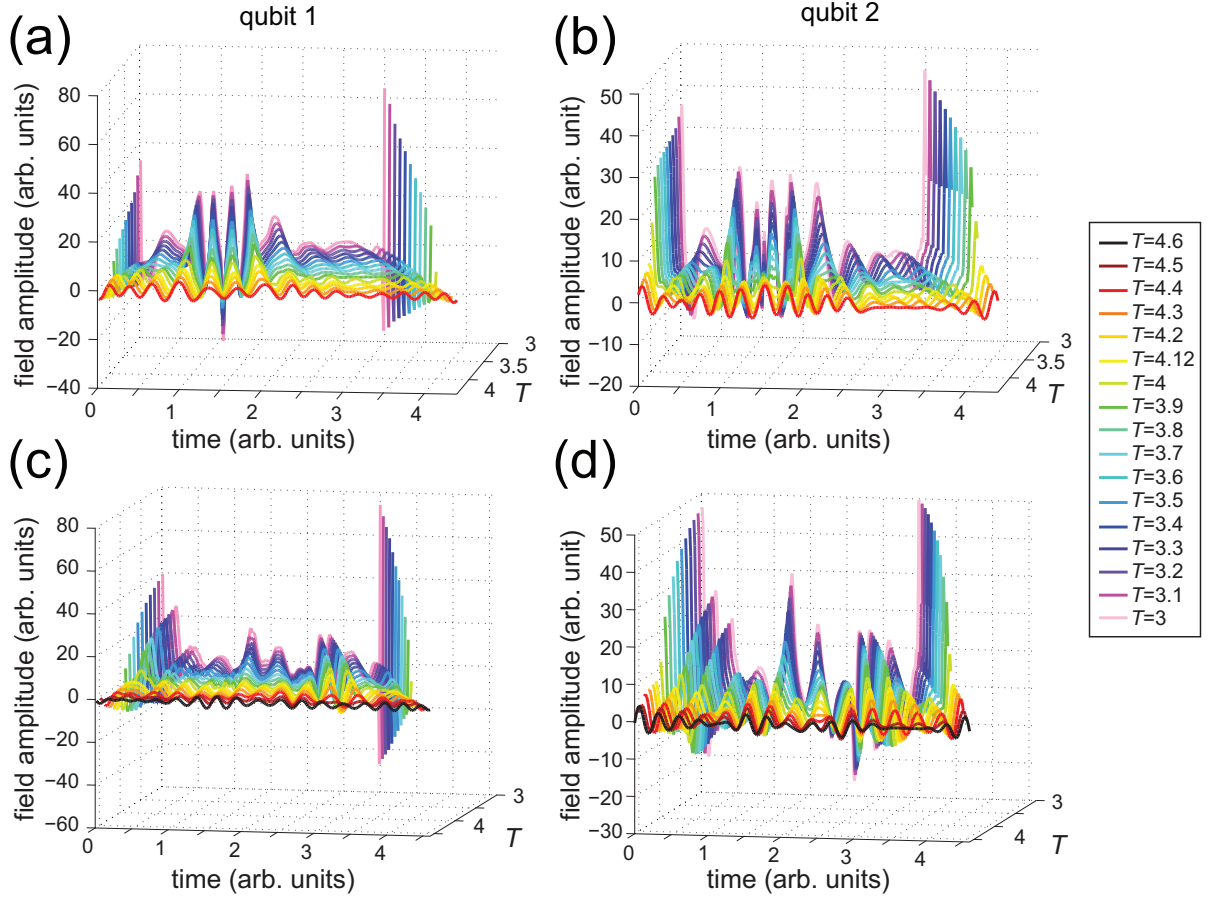 qubit 1
qubit 2
(a)
(b)
field amplitude (arb. units)
80
60
40
20
0
−20
−40
0
1
2
3
4
time (arb. units)
3
3.5
4
T
field amplitude (arb. unit)
50
40
30
20
10
0
−10
−20
0
1
2
3
4
time (arb. units)
3
3.5
4
T
(c)
(d)
field amplitude (arb. units)
80
60
40
20
0
−20
−40
−60
0
1
2
3
4
time (arb. units)
3
4
T
field amplitude (arb. unit)
50
40
30
20
10
0
−10
−20
−30
0
1
2
3
4
time (arb. units)
3
4
T
T=4.6
T=4.5
T=4.4
T=4.3
T=4.2
T=4.12
T=4
T=3.9
T=3.8
T=3.7
T=3.6
T=3.5
T=3.4
T=3.3
T=3.2
T=3.1
T=3